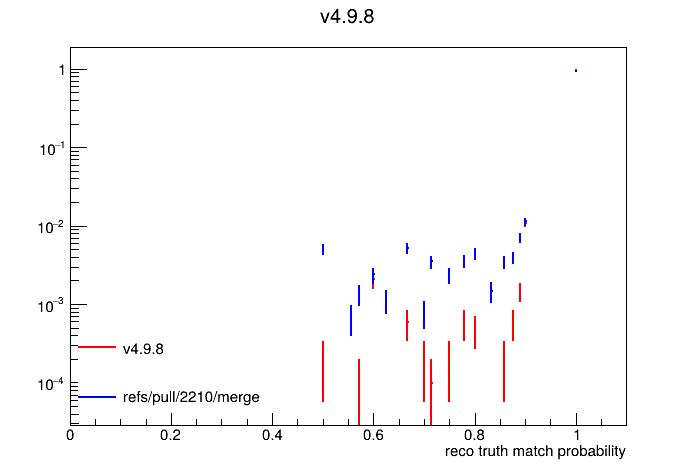 v4.9.8
1
10⁻¹
10⁻²
10⁻³
10⁻⁴
v4.9.8
refs/pull/2210/merge
0 0.2 0.4 0.6 0.8 1
reco truth match probability